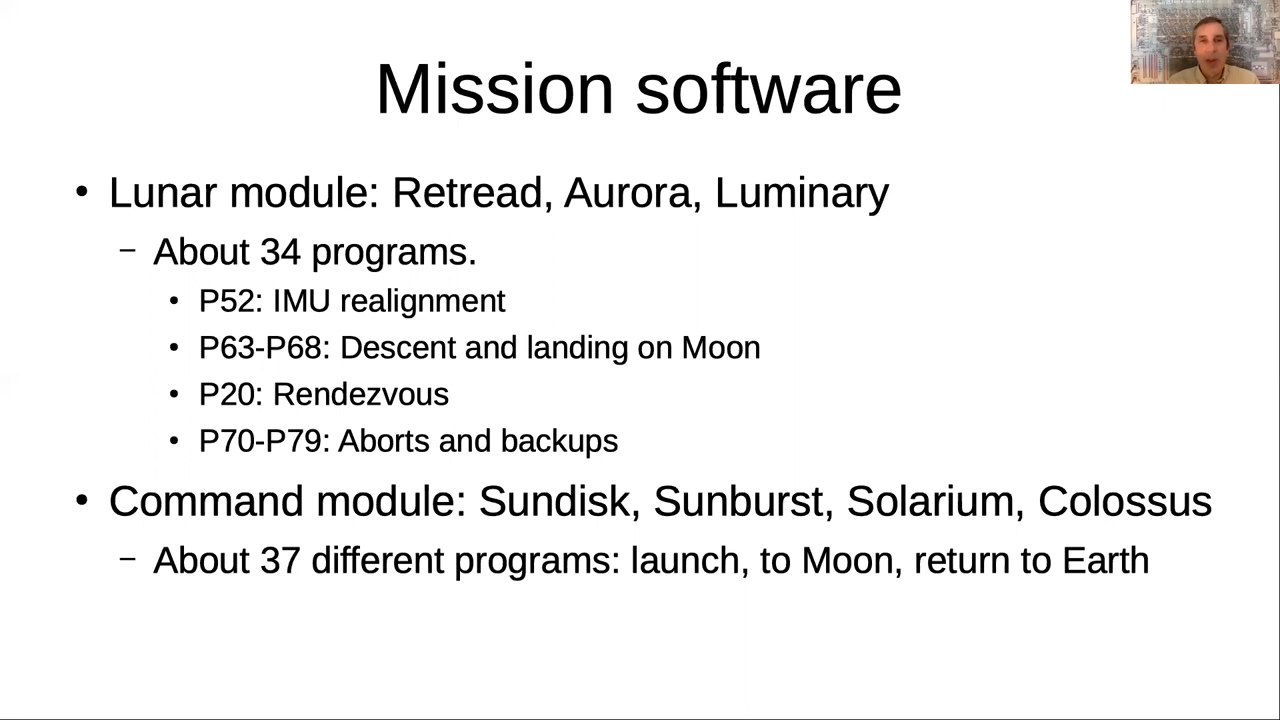 Mission software
• Lunar module: Retread, Aurora, Luminary
– About 34 programs.
• P52: IMU realignment
• P63-P68: Descent and landing on Moon
• P20: Rendezvous
• P70-P79: Aborts and backups
• Command module: Sundisk, Sunburst, Solarium, Colossus
– About 37 different programs: launch, to Moon, return to Earth